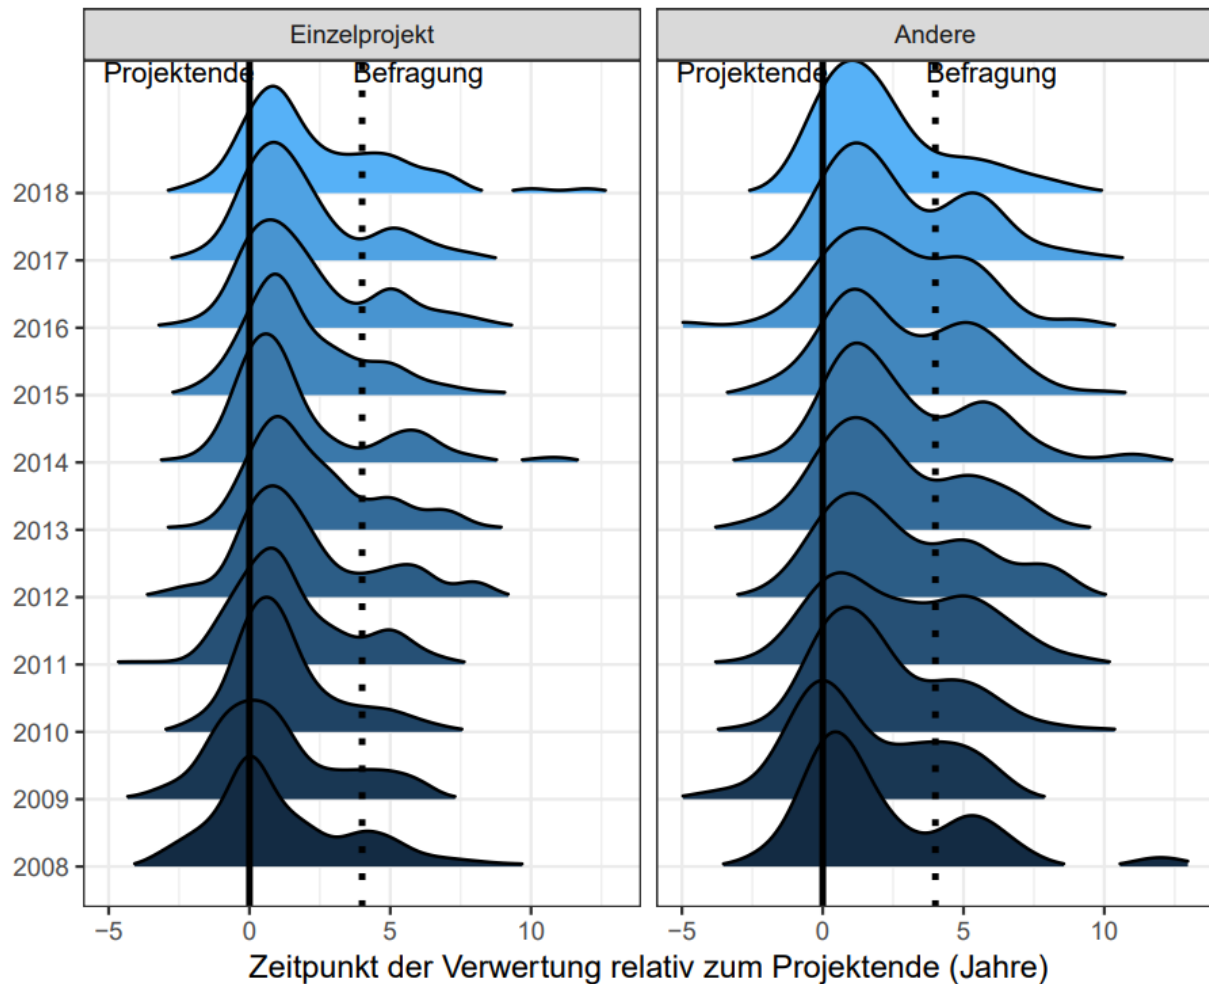 Einzelprojekt
Andere
Projektende
Befragung
Projektende
Befragung
2018
2017
2016
2015
2014
2013
2012
2011
2010
2009
2008
−5 0 5 10
−5 0 5 10
Zeitpunkt der Verwertung relativ zum Projektende (Jahre)